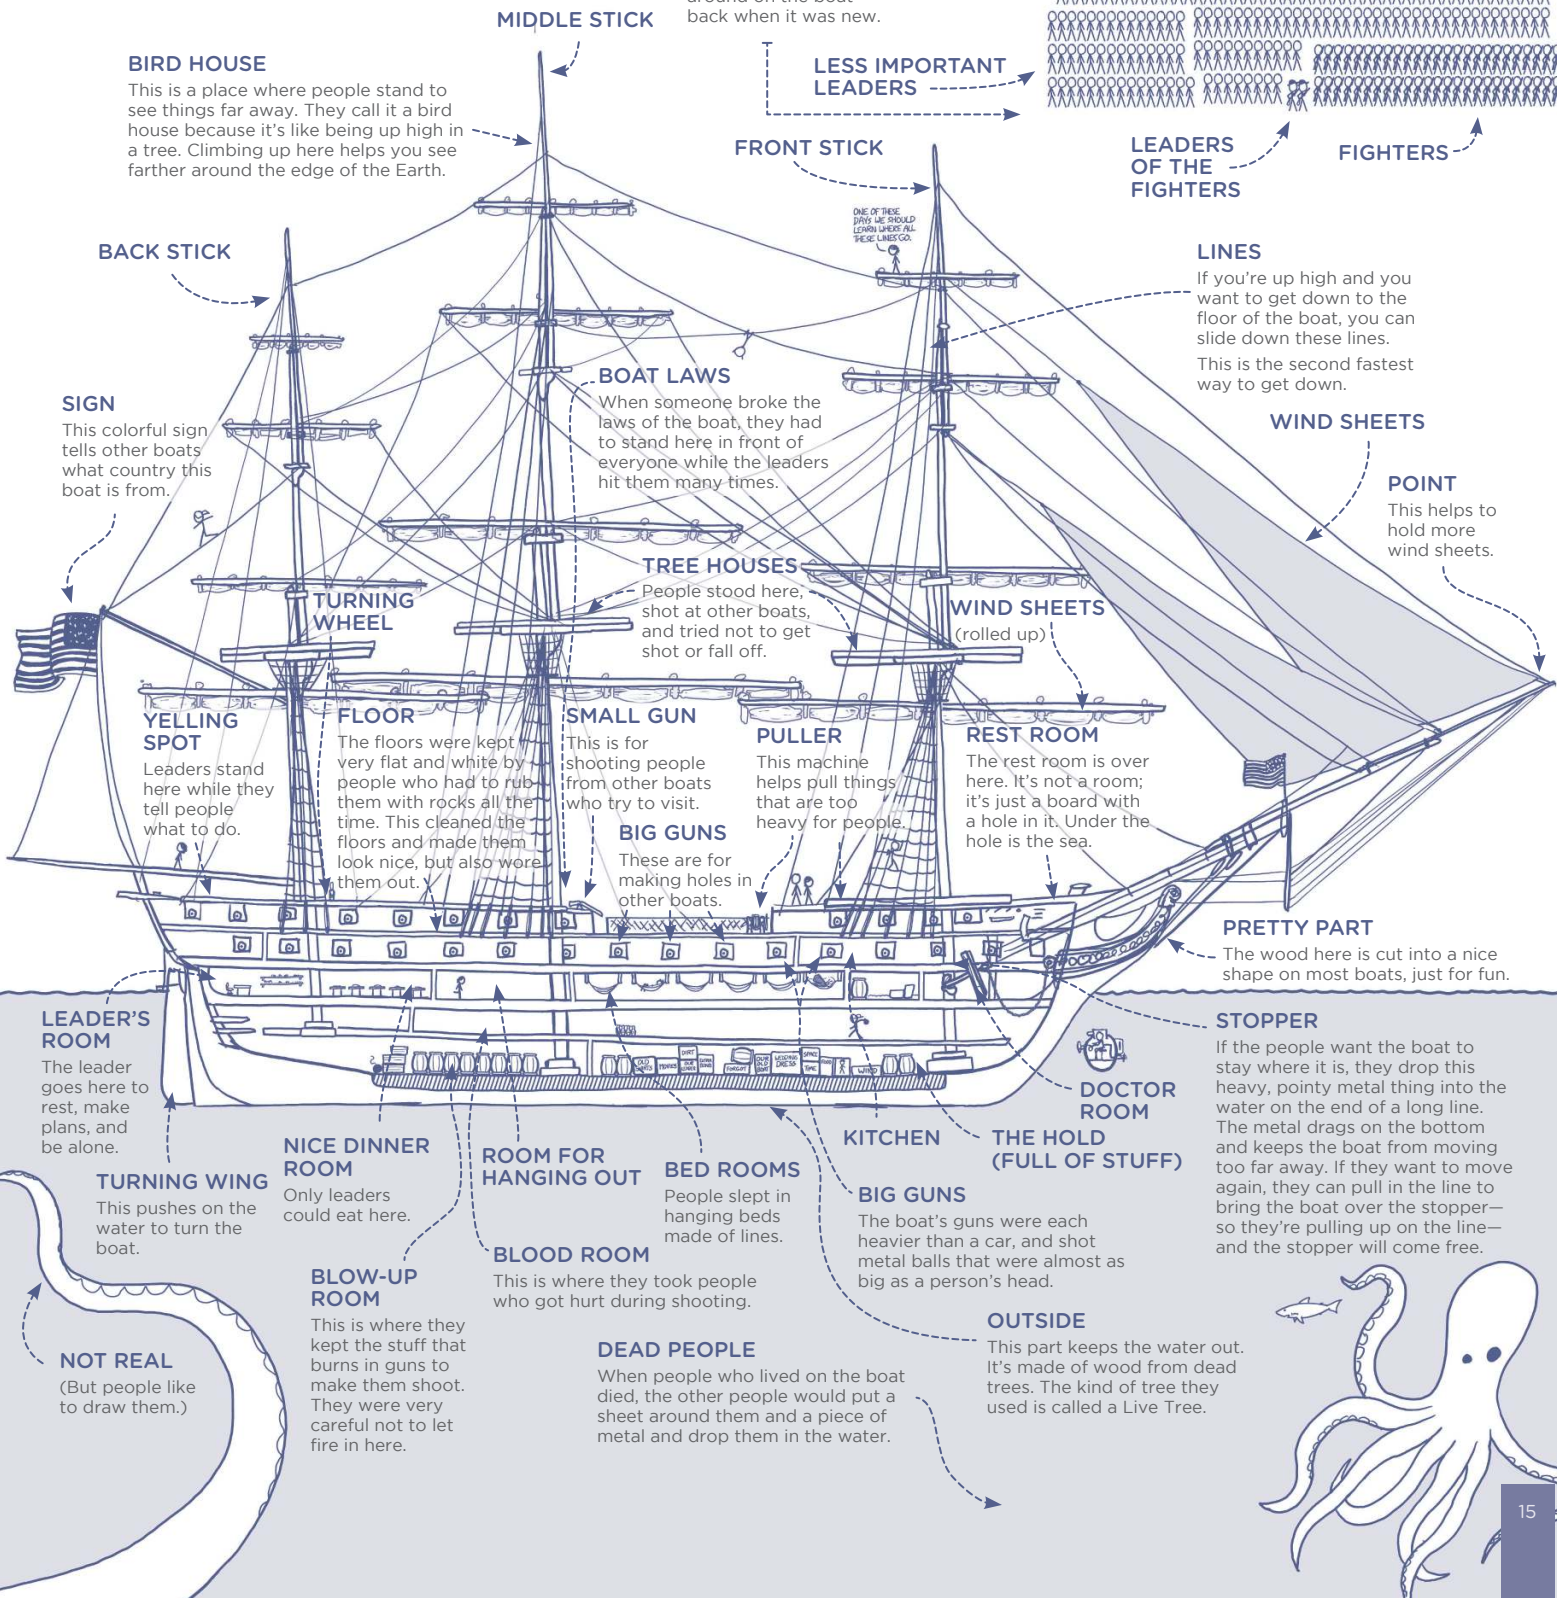 back when it was new.
MIDDLE STICK
BIRD HOUSE
This is a place where people stand to
see things far away. They call it a bird
house because it's like being up high in
a tree. Climbing up here helps you see
farther around the edge of the Earth.
LESS IMPORTANT
LEADERS
FRONT STICK
LEADERS
OF THE
FIGHTERS
FIGHTERS
ONE OF THESE
DAYS WE SHOULD
LEARN WHERE ALL
THESE LINES GO.
BACK STICK
LINES
If you're up high and you
want to get down to the
floor of the boat, you can
slide down these lines.
This is the second fastest
way to get down.
SIGN
This colorful sign
tells other boats
what country this
boat is from.
BOAT LAWS
When someone broke the
laws of the boat, they had
to stand here in front of
everyone while the leaders
hit them many times.
WIND SHEETS
POINT
This helps to
hold more
wind sheets.
TREE HOUSES
People stood here,
shot at other boats,
and tried not to get
shot or fall off.
TURNING
WHEEL
WIND SHEETS
(rolled up)
YELLING
SPOT
Leaders stand
here while they
tell people
what to do.
FLOOR
The floors were kept
very flat and white by
people who had to rub
them with rocks all the
time. This cleaned the
floors and made them
look nice, but also wore
them out.
SMALL GUN
This is for
shooting people
from other boats
who try to visit.
BIG GUNS
These are for
making holes in
other boats.
PULLER
This machine
helps pull things
that are too
heavy for people.
REST ROOM
The rest room is over
here. It's not a room;
it's just a board with
a hole in it. Under the
hole is the sea.
PRETTY PART
The wood here is cut into a nice
shape on most boats, just for fun.
LEADER'S
ROOM
The leader
goes here to
rest, make
plans, and
be alone.
STOPPER
If the people want the boat to
stay where it is, they drop this
heavy, pointy metal thing into the
water on the end of a long line.
The metal drags on the bottom
and keeps the boat from moving
too far away. If they want to move
again, they can pull in the line to
bring the boat over the stopper—
so they're pulling up on the line—
and the stopper will come free.
DOCTOR
ROOM
KITCHEN
THE HOLD
(FULL OF STUFF)
TURNING WING
This pushes on the
water to turn the
boat.
NICE DINNER
ROOM
Only leaders
could eat here.
ROOM FOR
HANGING OUT
BED ROOMS
People slept in
hanging beds
made of lines.
BIG GUNS
The boat's guns were each
heavier than a car, and shot
metal balls that were almost as
big as a person's head.
BLOOD ROOM
This is where they took people
who got hurt during shooting.
BLOW-UP
ROOM
This is where they
kept the stuff that
burns in guns to
make them shoot.
They were very
careful not to let
fire in here.
OUTSIDE
This part keeps the water out.
It's made of wood from dead
trees. The kind of tree they
used is called a Live Tree.
NOT REAL
(But people like
to draw them.)
DEAD PEOPLE
When people who lived on the boat
died, the other people would put a
sheet around them and a piece of
metal and drop them in the water.
15